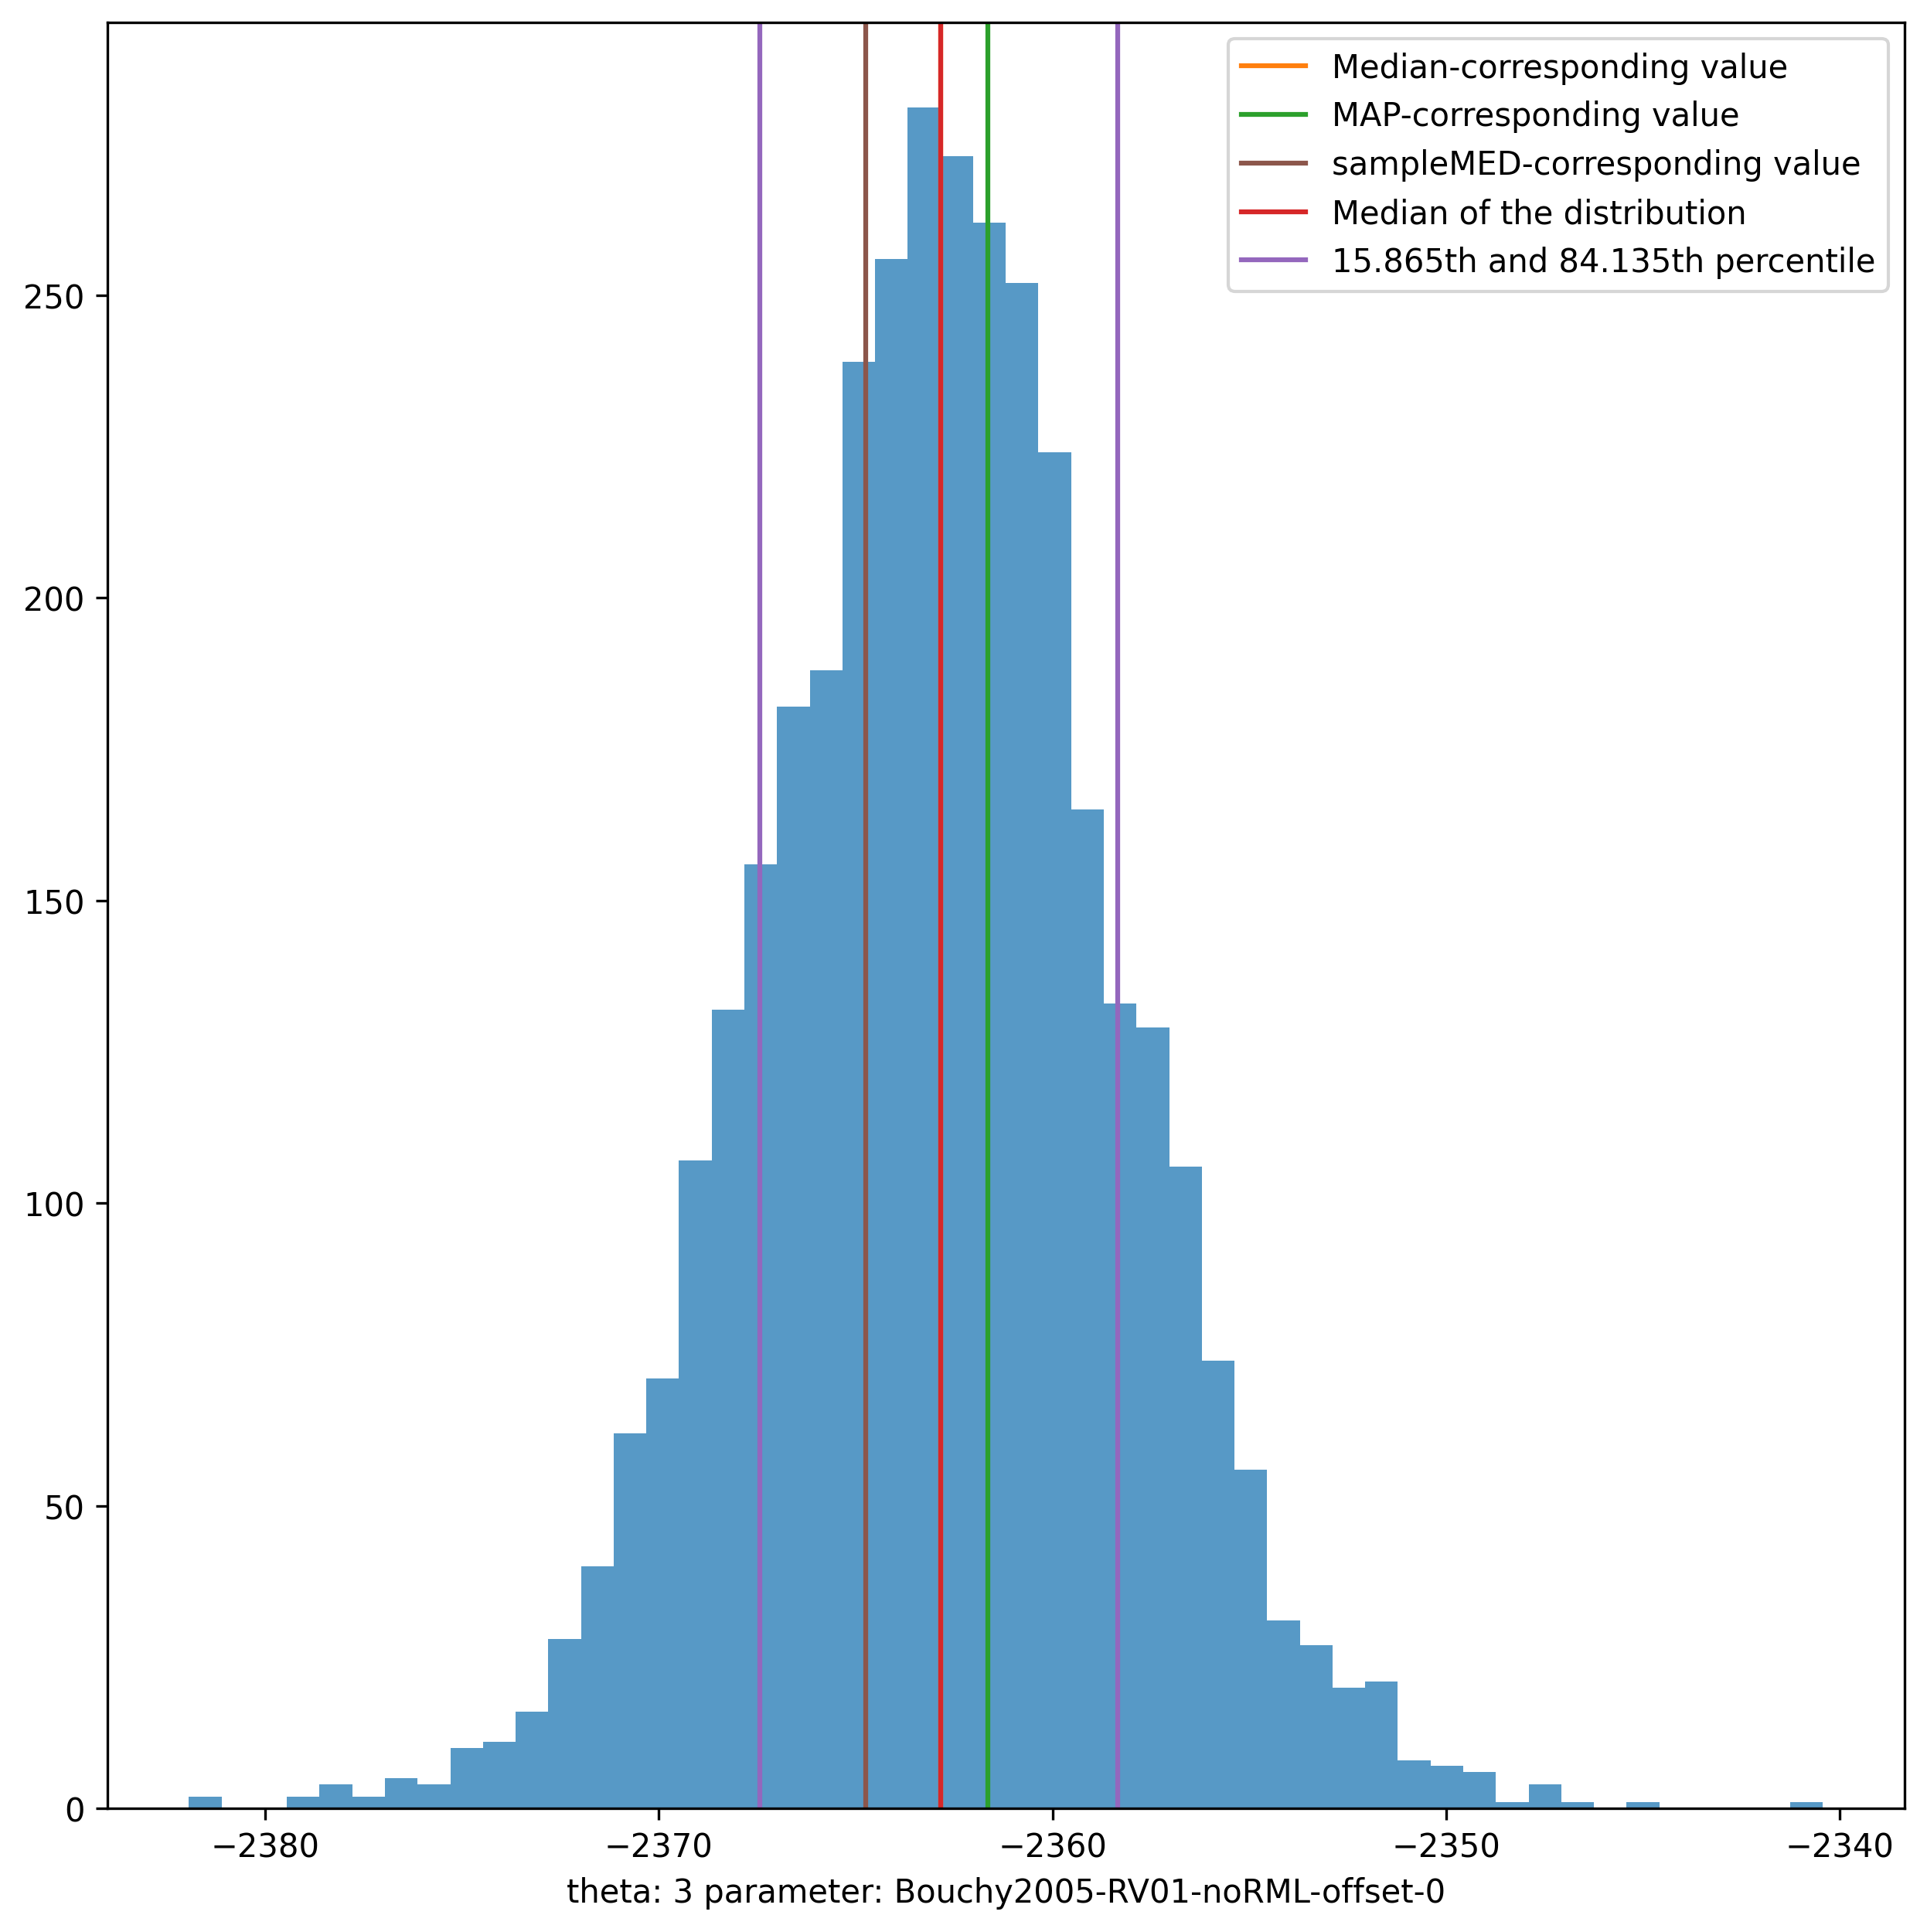 Median-corresponding value
MAP-corresponding value
sampleMED-corresponding value
Median of the distribution
15.865th and 84.135th percentile
250
200
150
100
50
0
−2380
−2370
−2360
−2350
−2340
theta: 3 parameter: Bouchy2005-RV01-noRML-offset-0